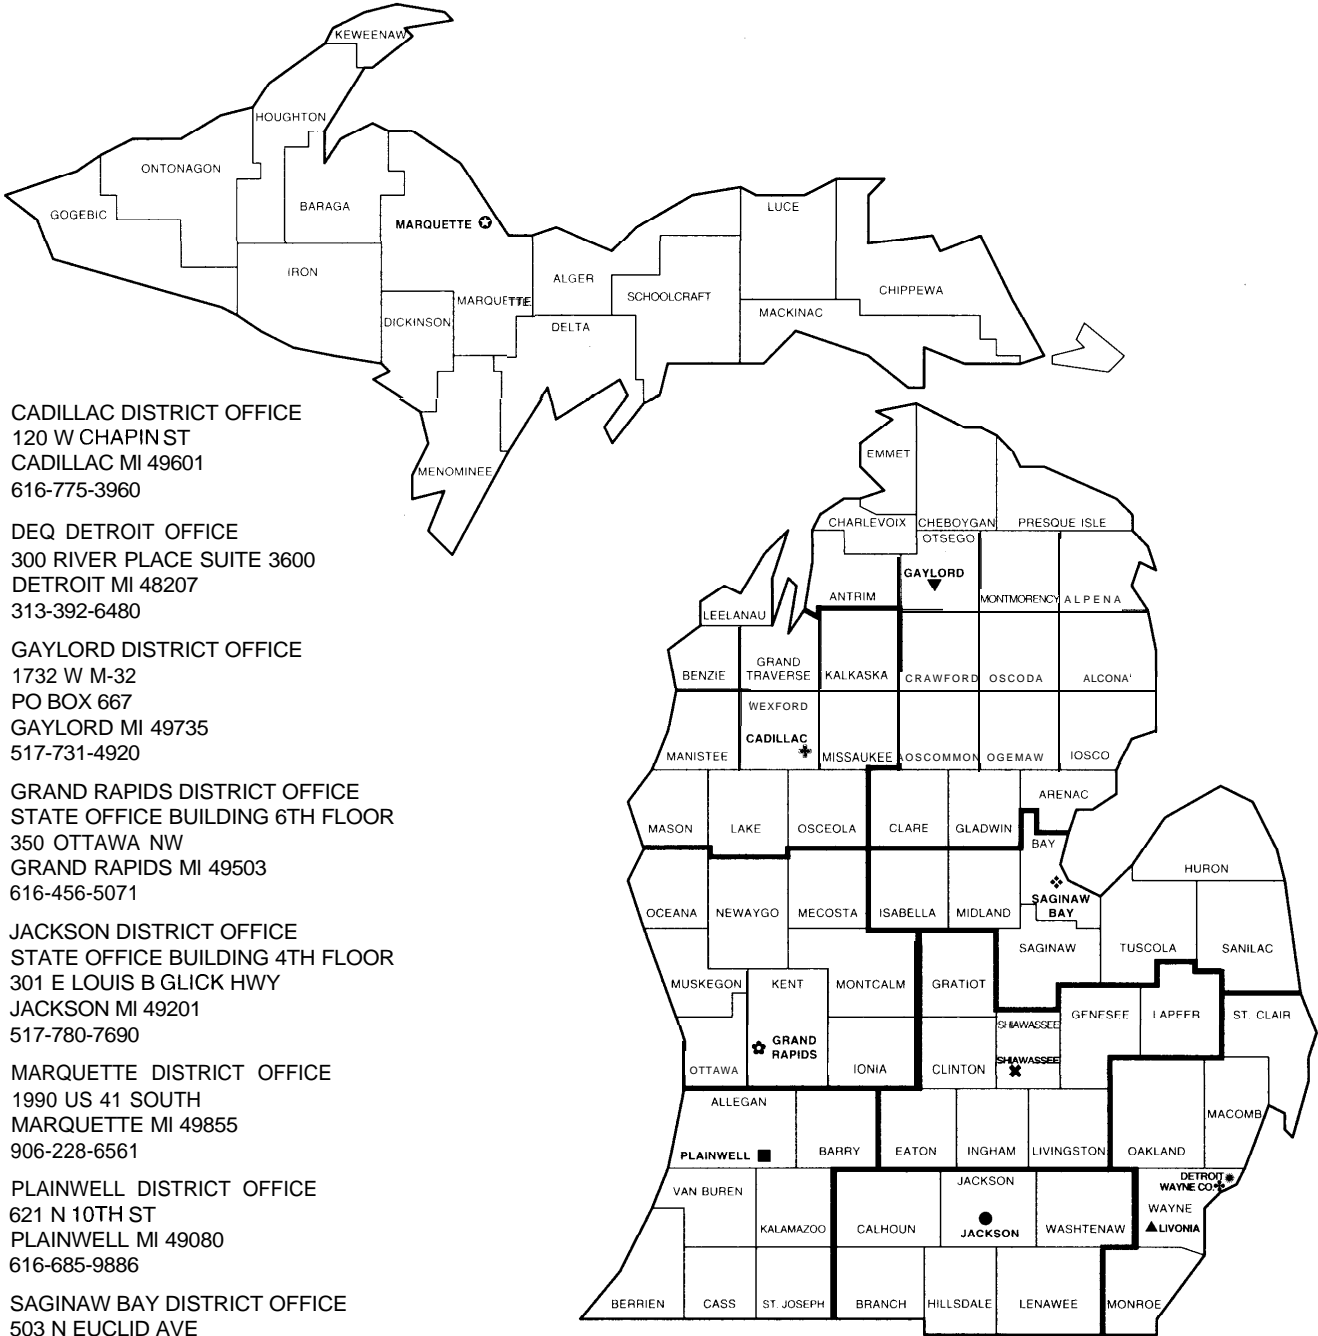 KEWEENAW
HOUGHTON
ONTONAGON
GOGEBIC
BARAGA
MARQUETTE
LUCE
IRON
ALGER
CHIPPEWA
MARQUETTE
SCHOOLCRAFT
DICKINSON
DELTA
MACKINAC
MENOMINEE
CADILLAC DISTRICT OFFICE
120 W CHAPIN ST
CADILLAC MI 49601
616-775-3960
DEQ DETROIT OFFICE
300 RIVER PLACE SUITE 3600
DETROIT MI 48207
313-392-6480
GAYLORD DISTRICT OFFICE
1732 W M-32
PO BOX 667
GAYLORD MI 49735
517-731-4920
GRAND RAPIDS DISTRICT OFFICE
STATE OFFICE BUILDING 6TH FLOOR
350 OTTAWA NW
GRAND RAPIDS MI 49503
616-456-5071
JACKSON DISTRICT OFFICE
STATE OFFICE BUILDING 4TH FLOOR
301 E LOUIS B GLICK HWY
JACKSON MI 49201
517-780-7690
MARQUETTE DISTRICT OFFICE
1990 US 41 SOUTH
MARQUETTE MI 49855
906-228-6561
PLAINWELL DISTRICT OFFICE
621 N 10TH ST
PLAINWELL MI 49080
616-685-9886
SAGINAW BAY DISTRICT OFFICE
503 N EUCLID AVE
EMMET
CHARLEVOIX
CHEBOYGAN
PRESQUE ISLE
OTSEGO
GAYLORD
ANTRIM
MONTMORENCY
ALPENA
LEELANAU
BENZIE
GRAND
TRAVERSE
KALKASKA
CRAWFORD
OSCODA
ALCONA'
WEXFORD
CADILLAC
MANISTEE
MISSAUKEE
OSCOMMON
OGEMAW
IOSCO
ARENAC
MASON
LAKE
OSCEOLA
CLARE
GLADWIN
BAY
HURON
SAGINAW
BAY
OCEANA
NEWAYGO
MECOSTA
ISABELLA
MIDLAND
SAGINAW
TUSCOLA
SANILAC
MUSKEGON
KENT
MONTCALM
GRATIOT
GENESEE
LAPEER
ST. CLAIR
SHIAWASSEE
GRAND
RAPIDS
OTTAWA
IONIA
CLINTON
SHIAWASSEE
ALLEGAN
MACOMB
PLAINWELL
BARRY
EATON
INGHAM
LIVINGSTON
OAKLAND
DETROIT
WAYNE CO.
VAN BUREN
JACKSON
WAYNE
KALAMAZOO
CALHOUN
JACKSON
WASHTENAW
LIVONIA
BERRIEN
CASS
ST. JOSEPH
BRANCH
HILLSDALE
LENAWEE
MONROE